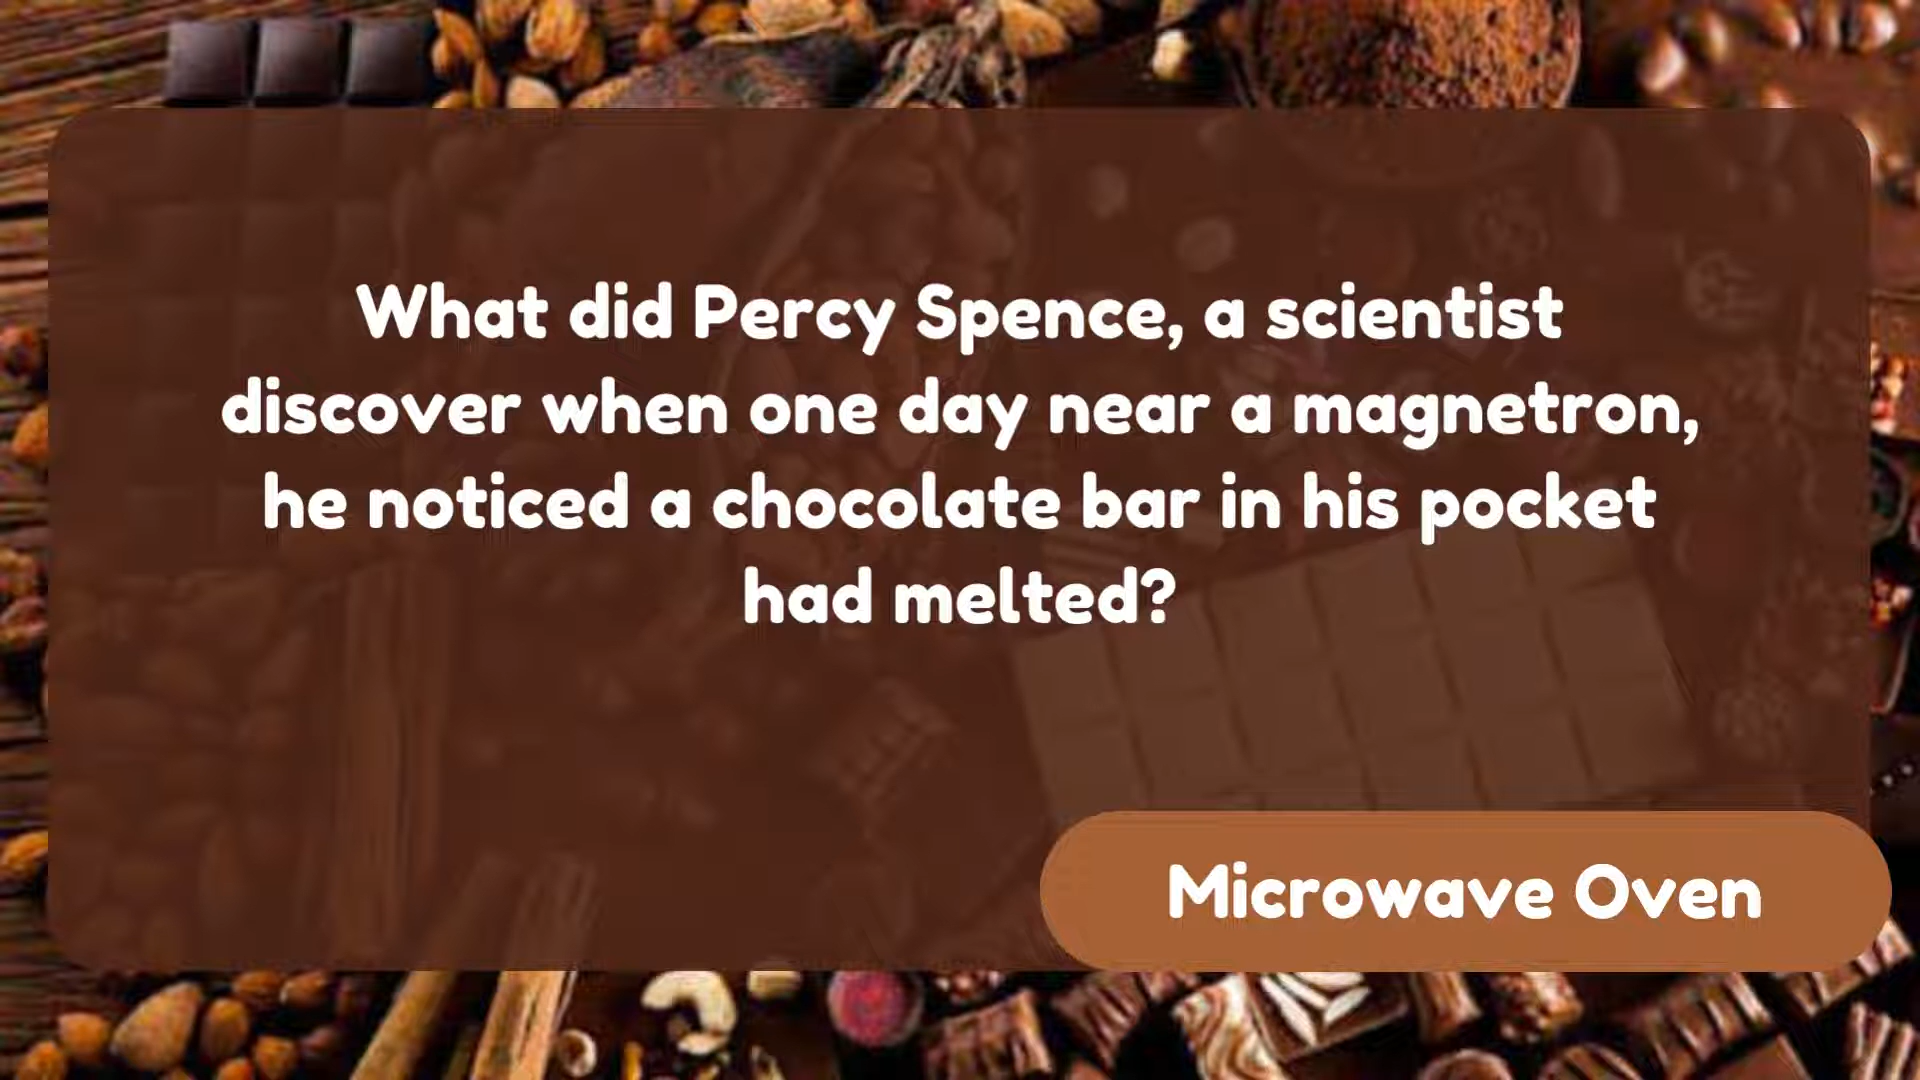 What did Percy Spence, a scientist
discover when one day near a magnetron,
he noticed a chocolate bar in his pocket
had melted?
Microwave Oven